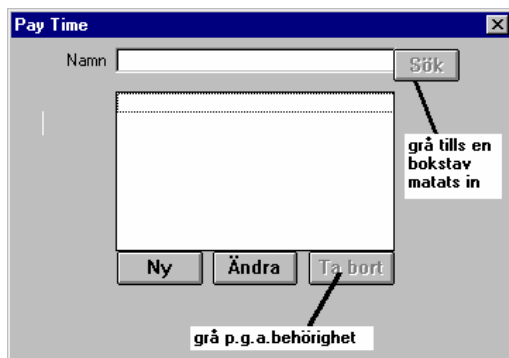 Pay Time
Namn
Sök
grå tills en
bokstav
matats in
Ny
Ändra
Ta bort
grå p.g.a.behörighet